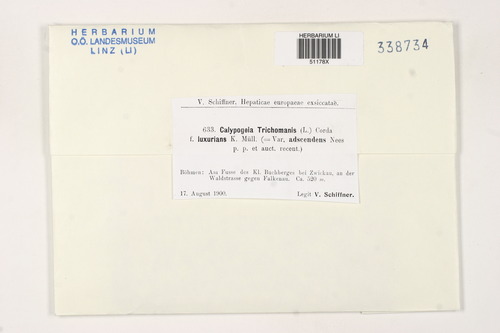 HERBARIUM
O.Ö. LANDESMUSEUM
LINZ (LI)
HERBARIUM LI
51178X
338734
V. Schiffner. Hepaticae europaeae exsiccatae.
633. Calypogeia Trichomanis (L.) Corda
f. luxurians K. Müll. (= Var. adscendens Nees
p. p. et auct. recent.)
Böhmen: Am Fusse des Kl. Buchberges bei Zwickau, an der
Waldstrasse gegen Falkenau. Ca. 520 m.
17. August 1900. Legit V. Schiffner.